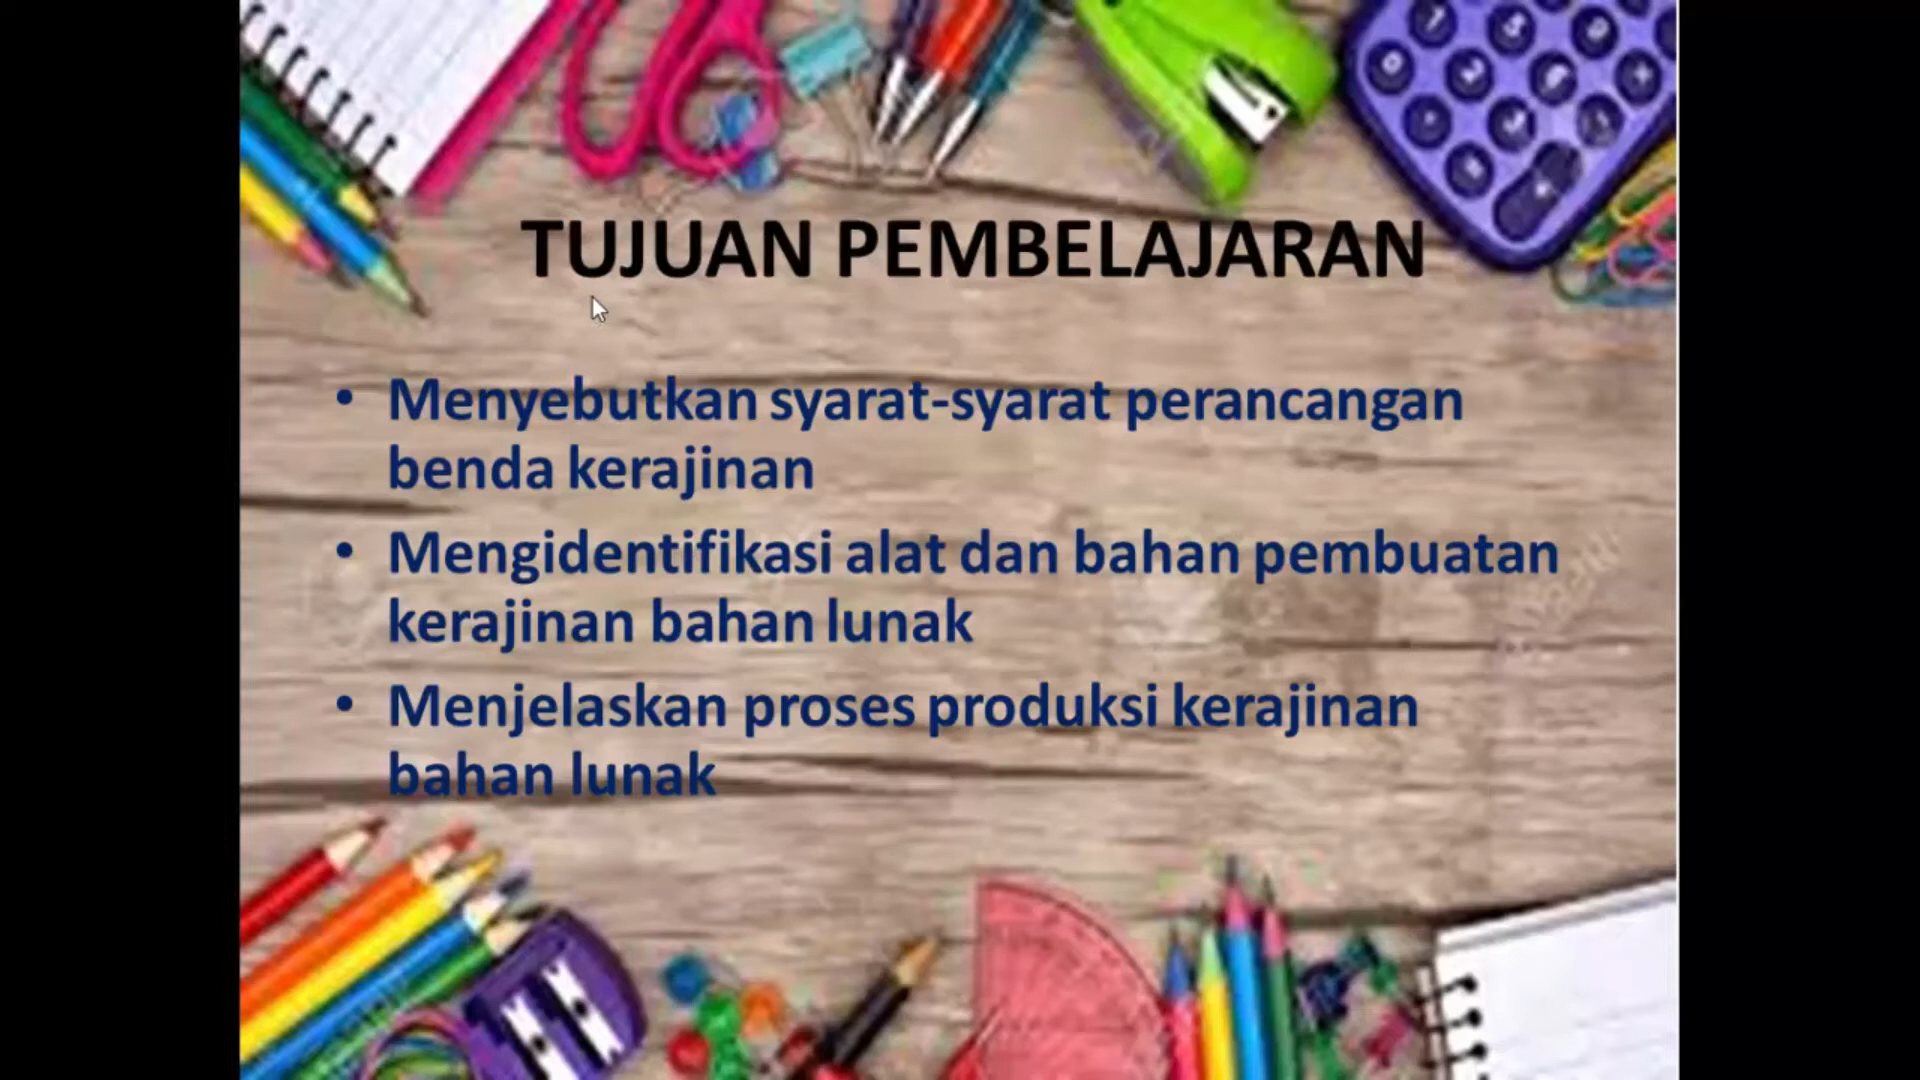 TUJUAN PEMBELAJARAN
• Menyebutkan syarat-syarat perancangan
benda kerajinan
• Mengidentifikasi alat dan bahan pembuatan
kerajinan bahan lunak
• Menjelaskan proses produksi kerajinan
bahan lunak